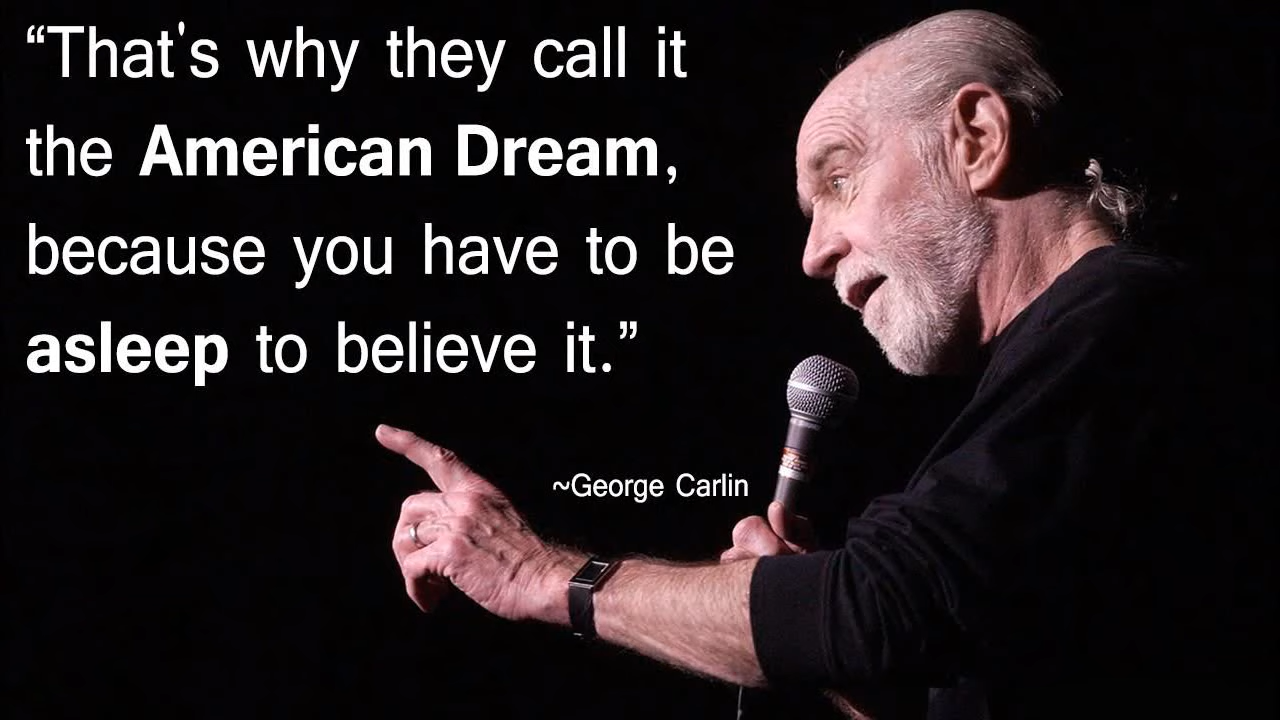 “That's why they call it
the American Dream,
because you have to be
asleep to believe it.”
~George Carlin